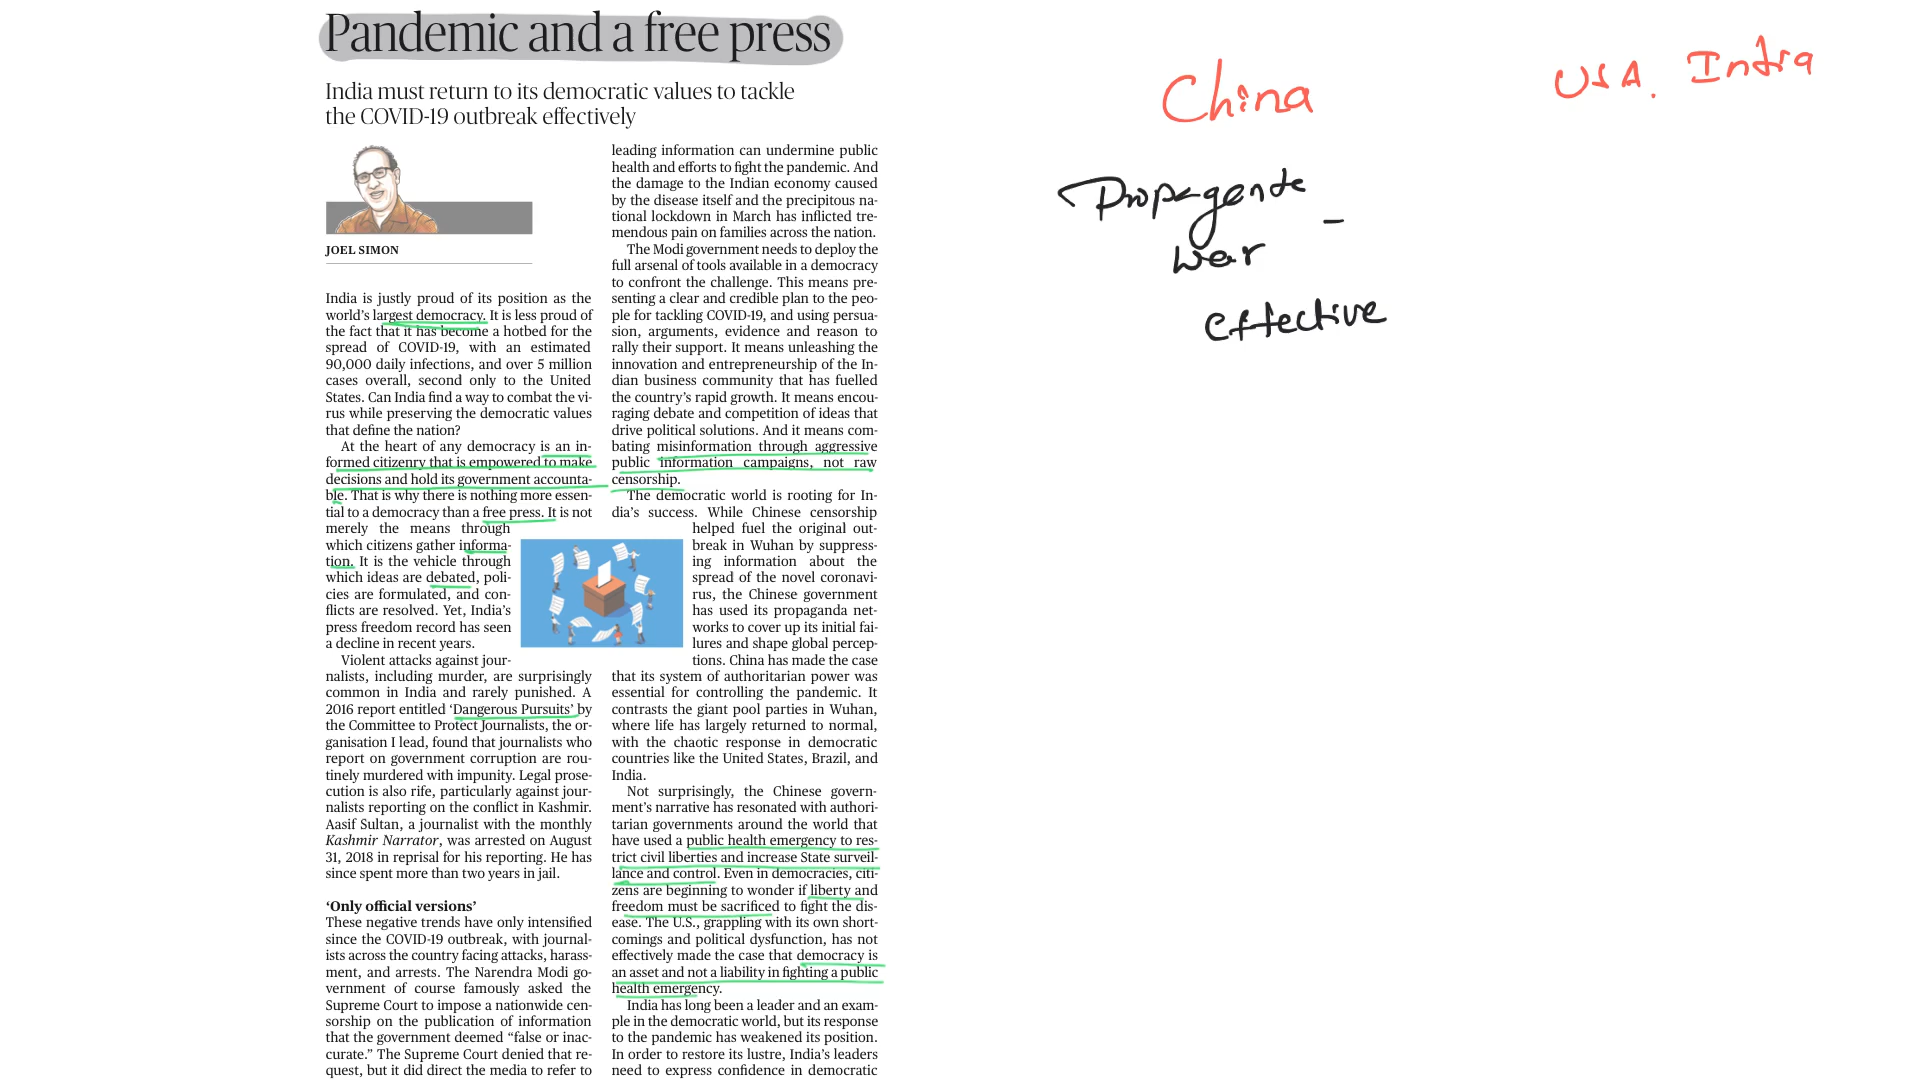 Pandemic and a free press
India must return to its democratic values to tackle
the COVID-19 outbreak effectively
JOEL SIMON
India is justly proud of its position as the
world's largest democracy. It is less proud of
the fact that it has become a hotbed for the
spread of COVID-19, with an estimated
90,000 daily infections, and over 5 million
cases overall, second only to the United
States. Can India find a way to combat the vi-
rus while preserving the democratic values
that define the nation?
At the heart of any democracy is an in-
formed citizenry that is empowered to make
decisions and hold its government accounta-
ble. That is why there is nothing more essen-
tial to a democracy than a free press. It is not
merely the means through
which citizens gather informa-
tion. It is the vehicle through
which ideas are debated, poli-
cies are formulated, and con-
flicts are resolved. Yet, India's
press freedom record has seen
a decline in recent years.
Violent attacks against jour-
nalists, including murder, are surprisingly
common in India and rarely punished. A
2016 report entitled 'Dangerous Pursuits' by
the Committee to Protect Journalists, the or-
ganisation I lead, found that journalists who
report on government corruption are rou-
tinely murdered with impunity. Legal prose-
cution is also rife, particularly against jour-
nalists reporting on the conflict in Kashmir.
Aasif Sultan, a journalist with the monthly
Kashmir Narrator, was arrested on August
31, 2018 in reprisal for his reporting. He has
since spent more than two years in jail.
'Only official versions'
These negative trends have only intensified
since the COVID-19 outbreak, with journal-
ists across the country facing attacks, harass-
ment, and arrests. The Narendra Modi go-
vernment of course famously asked the
Supreme Court to impose a nationwide cen-
sorship on the publication of information
that the government deemed "false or inac-
curate." The Supreme Court denied that re-
quest, but it did direct the media to refer to
leading information can undermine public
health and efforts to fight the pandemic. And
the damage to the Indian economy caused
by the disease itself and the precipitous na-
tional lockdown in March has inflicted tre-
mendous pain on families across the nation.
The Modi government needs to deploy the
full arsenal of tools available in a democracy
to confront the challenge. This means pre-
senting a clear and credible plan to the peo-
ple for tackling COVID-19, and using persua-
sion, arguments, evidence and reason to
rally their support. It means unleashing the
innovation and entrepreneurship of the In-
dian business community that has fuelled
the country's rapid growth. It means encou-
raging debate and competition of ideas that
drive political solutions. And it means com-
bating misinformation through aggressive
public information campaigns, not raw
censorship.
The democratic world is rooting for In-
dia's success. While Chinese censorship
helped fuel the original out-
break in Wuhan by suppress-
ing information about the
spread of the novel coronavi-
rus, the Chinese government
has used its propaganda net-
works to cover up its initial fai-
lures and shape global percep-
tions. China has made the case
that its system of authoritarian power was
essential for controlling the pandemic. It
contrasts the giant pool parties in Wuhan,
where life has largely returned to normal,
with the chaotic response in democratic
countries like the United States, Brazil, and
India.
Not surprisingly, the Chinese govern-
ment's narrative has resonated with authori-
tarian governments around the world that
have used a public health emergency to res-
trict civil liberties and increase State surveil-
lance and control. Even in democracies, citi-
zens are beginning to wonder if liberty and
freedom must be sacrificed to fight the dis-
ease. The U.S., grappling with its own short-
comings and political dysfunction, has not
effectively made the case that democracy is
an asset and not a liability in fighting a public
health emergency.
India has long been a leader and an exam-
ple in the democratic world, but its response
to the pandemic has weakened its position.
In order to restore its lustre, India's leaders
need to express confidence in democratic
China
USA. India
Propaganda -
war
effective